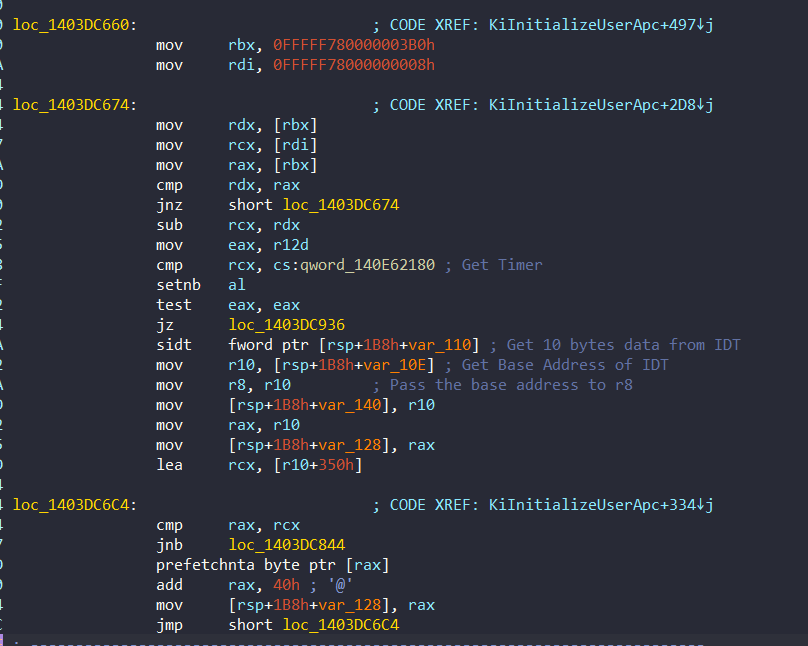 loc_1403DC660: ; CODE XREF: KiInitializeUserApc+497↓j
mov rbx, 0FFFFF780000003B0h
mov rdi, 0FFFFF78000000008h
loc_1403DC674: ; CODE XREF: KiInitializeUserApc+2D8↓j
mov rdx, [rbx]
mov rcx, [rdi]
mov rax, [rbx]
cmp rdx, rax
jnz short loc_1403DC674
sub rcx, rdx
mov eax, r12d
cmp rcx, cs:qword_140E62180 ; Get Timer
setnb al
test eax, eax
jz loc_1403DC936
sidt fword ptr [rsp+1B8h+var_110] ; Get 10 bytes data from IDT
mov r10, [rsp+1B8h+var_10E] ; Get Base Address of IDT
mov r8, r10 ; Pass the base address to r8
mov [rsp+1B8h+var_140], r10
mov rax, r10
mov [rsp+1B8h+var_128], rax
lea rcx, [r10+350h]
loc_1403DC6C4: ; CODE XREF: KiInitializeUserApc+334↓j
cmp rax, rcx
jnb loc_1403DC844
prefetchnta byte ptr [rax]
add rax, 40h ; '@'
mov [rsp+1B8h+var_128], rax
jmp short loc_1403DC6C4